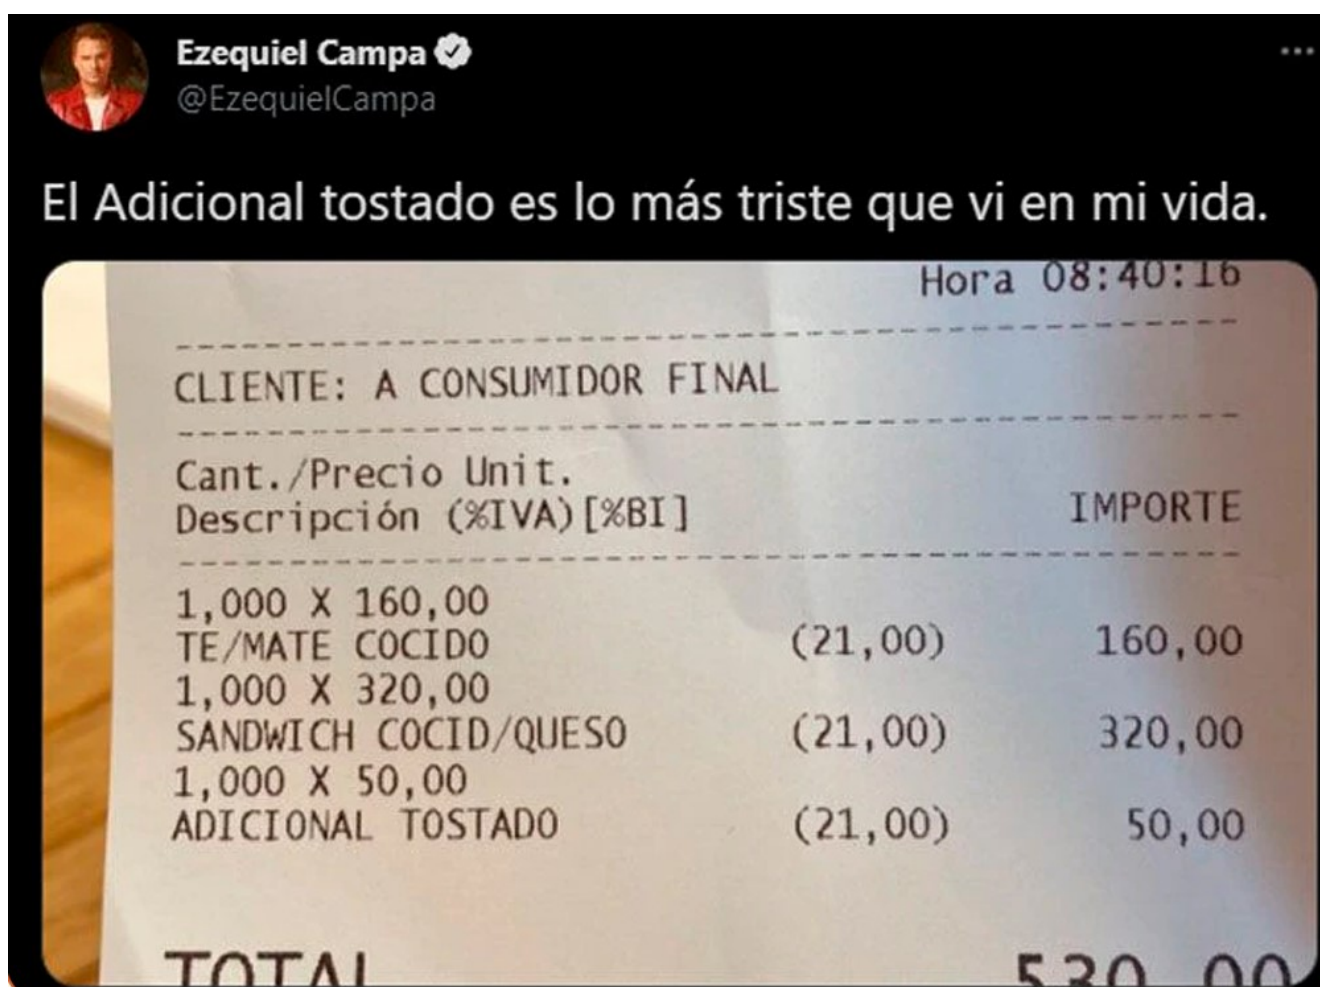 Ezequiel Campa
@EzequielCampa
El Adicional tostado es lo más triste que vi en mi vida.
Hora 08:40:16
CLIENTE: A CONSUMIDOR FINAL
Cant./Precio Unit.
Descripción (%IVA)[%BI] IMPORTE
1,000 X 160,00
TE/MATE COCIDO (21,00) 160,00
1,000 X 320,00
SANDWICH COCID/QUESO (21,00) 320,00
1,000 X 50,00
ADICIONAL TOSTADO (21,00) 50,00
TOTAL 530,00